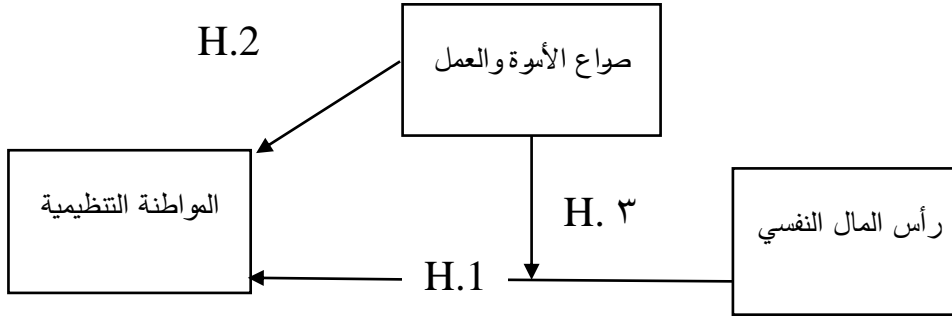 H.2
صراع الأسرة والعمل
المواطنة التنظيمية
H. ٣
رأس المال النفسي
H.1